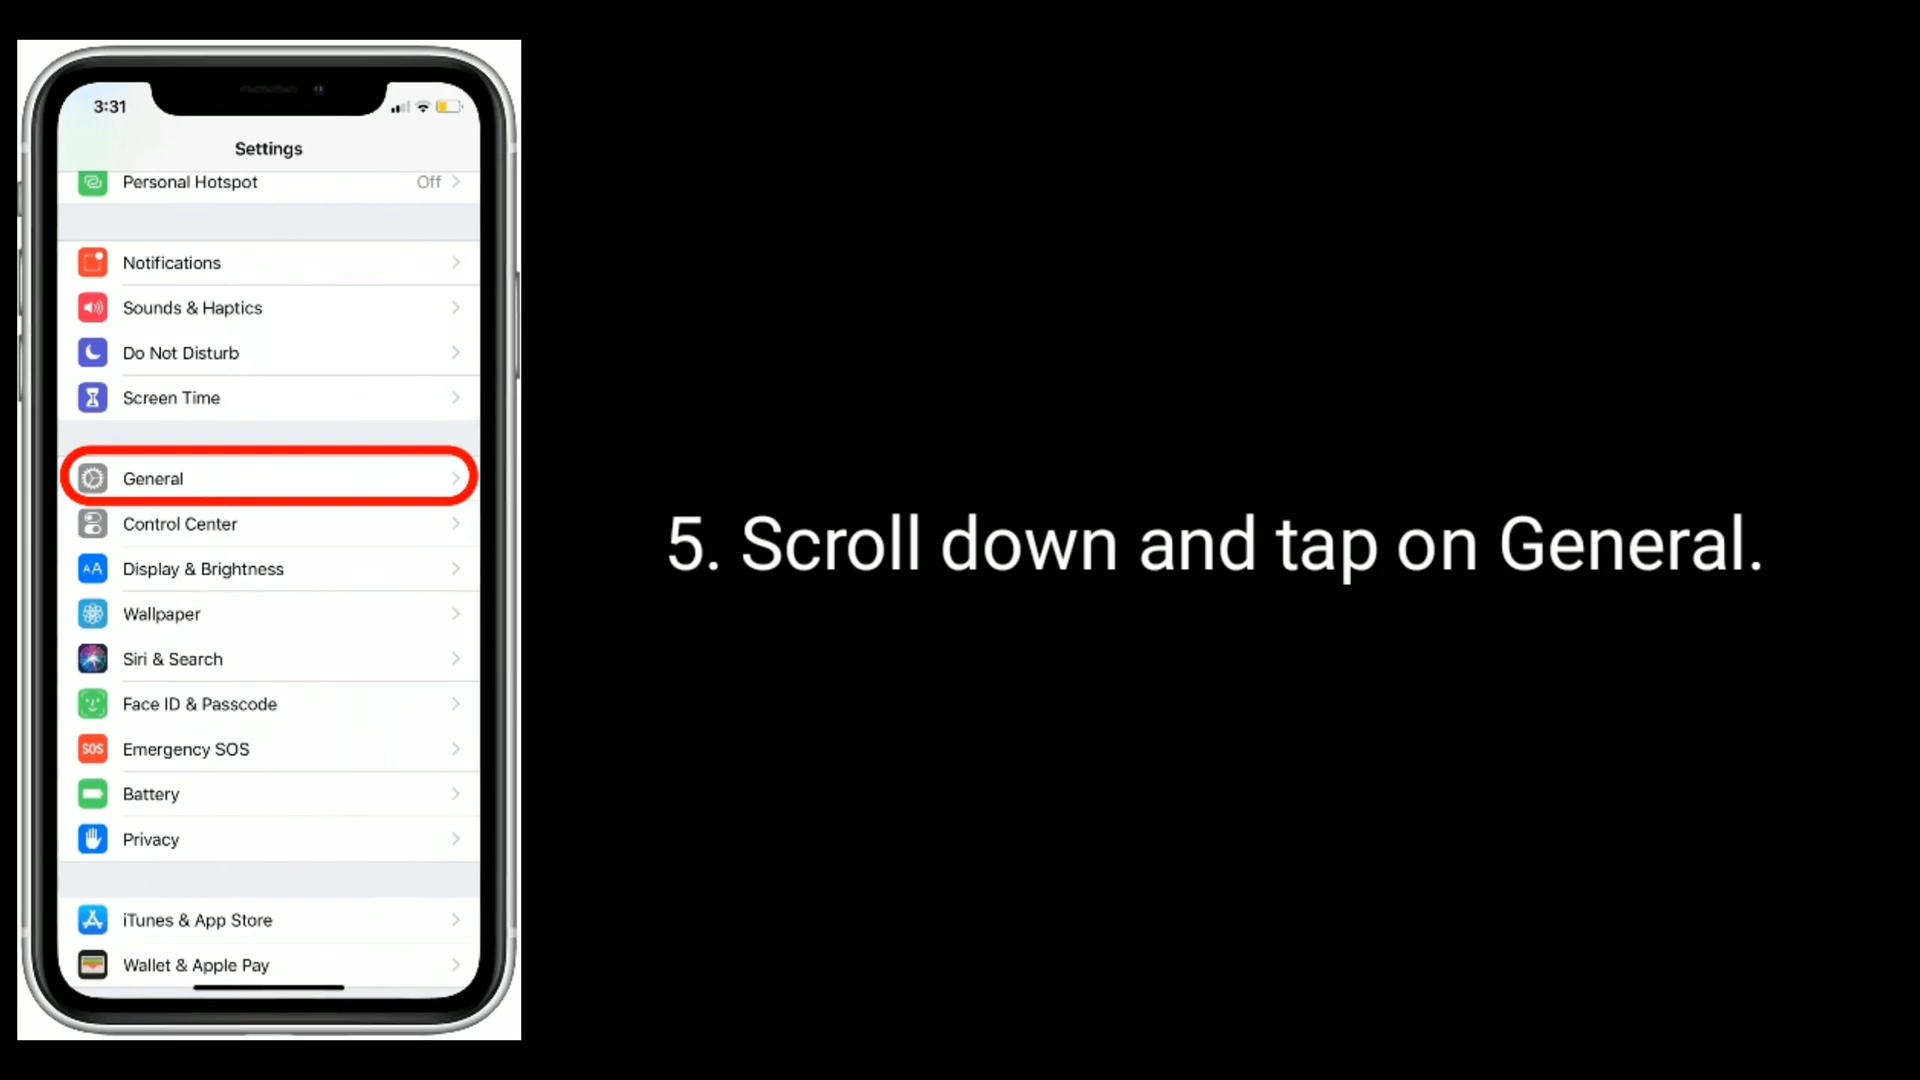 3:31
Settings
Personal Hotspot Off
Notifications
Sounds & Haptics
Do Not Disturb
Screen Time
General
Control Center
AA Display & Brightness
Wallpaper
Siri & Search
Face ID & Passcode
SOS Emergency SOS
Battery
Privacy
iTunes & App Store
Wallet & Apple Pay
5. Scroll down and tap on General.